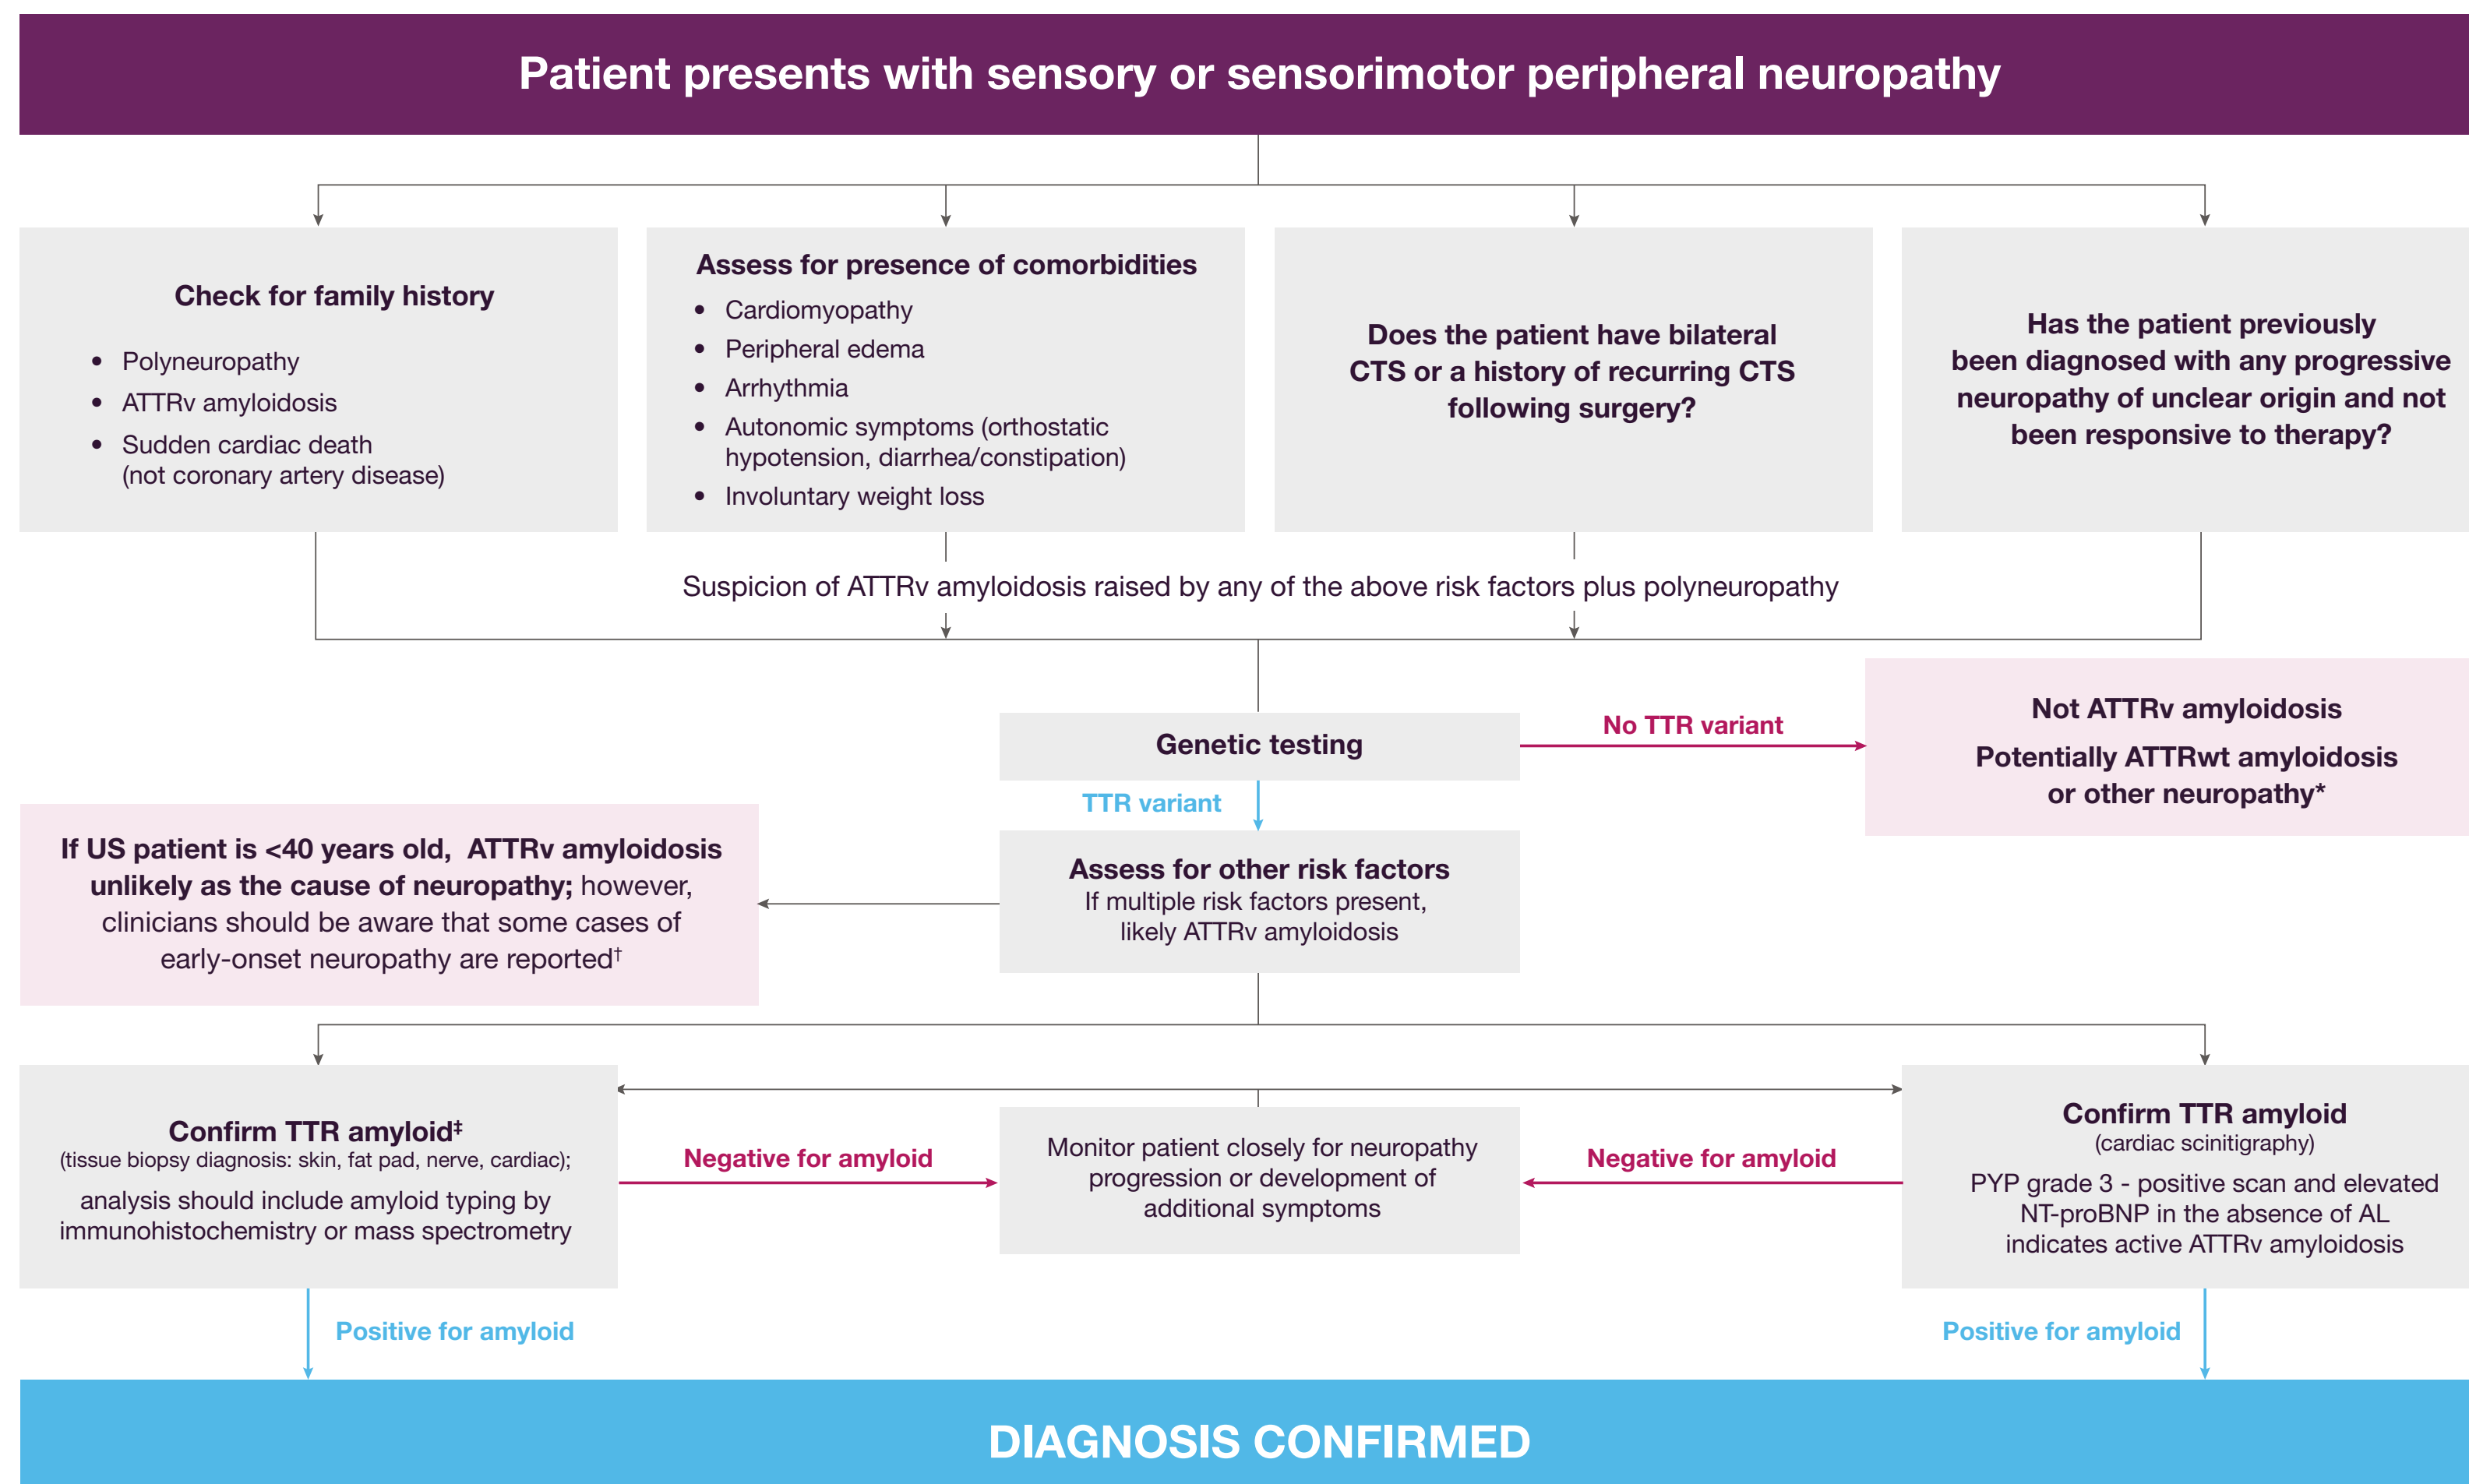 Patient presents with sensory or sensorimotor peripheral neuropathy
Check for family history
• Polyneuropathy
• ATTRv amyloidosis
• Sudden cardiac death
(not coronary artery disease)
Assess for presence of comorbidities
• Cardiomyopathy
• Peripheral edema
• Arrhythmia
• Autonomic symptoms (orthostatic
hypotension, diarrhea/constipation)
• Involuntary weight loss
Does the patient have bilateral
CTS or a history of recurring CTS
following surgery?
Has the patient previously
been diagnosed with any progressive
neuropathy of unclear origin and not
been responsive to therapy?
Suspicion of ATTRv amyloidosis raised by any of the above risk factors plus polyneuropathy
Genetic testing
No TTR variant
Not ATTRv amyloidosis
Potentially ATTRwt amyloidosis
or other neuropathy*
TTR variant
If US patient is <40 years old, ATTRv amyloidosis
unlikely as the cause of neuropathy; however,
clinicians should be aware that some cases of
early-onset neuropathy are reported†
Assess for other risk factors
If multiple risk factors present,
likely ATTRv amyloidosis
Confirm TTR amyloid‡
(tissue biopsy diagnosis: skin, fat pad, nerve, cardiac);
analysis should include amyloid typing by
immunohistochemistry or mass spectrometry
Negative for amyloid
Monitor patient closely for neuropathy
progression or development of
additional symptoms
Negative for amyloid
Confirm TTR amyloid
(cardiac scinitigraphy)
PYP grade 3 - positive scan and elevated
NT-proBNP in the absence of AL
indicates active ATTRv amyloidosis
Positive for amyloid
Positive for amyloid
DIAGNOSIS CONFIRMED